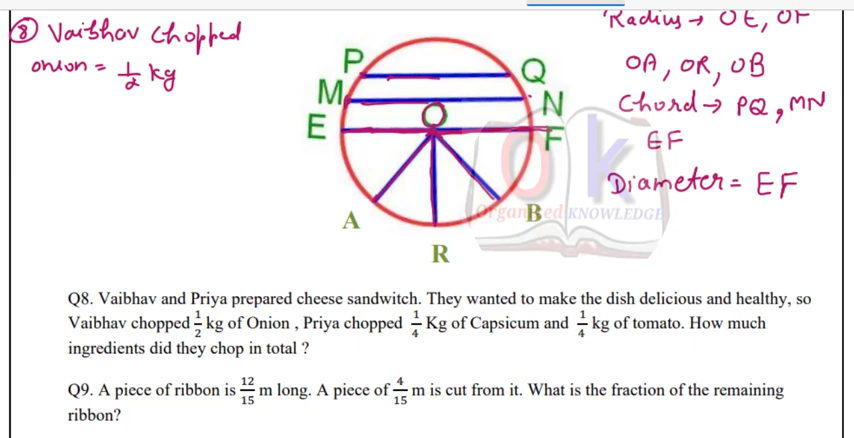 ⑧ Vaibhav chopped
onion = 1/2 kg
Radius → OE, OF
OA, OR, OB
Chord → PQ, MN
EF
Diameter = EF
P
Q
M
N
O
E
F
A
B
R
Organized KNOWLEDGE
Q8. Vaibhav and Priya prepared cheese sandwitch. They wanted to make the dish delicious and healthy, so
Vaibhav chopped 1/2 kg of Onion , Priya chopped 1/4 Kg of Capsicum and 1/4 kg of tomato. How much
ingredients did they chop in total ?
Q9. A piece of ribbon is 12/15 m long. A piece of 4/15 m is cut from it. What is the fraction of the remaining
ribbon?